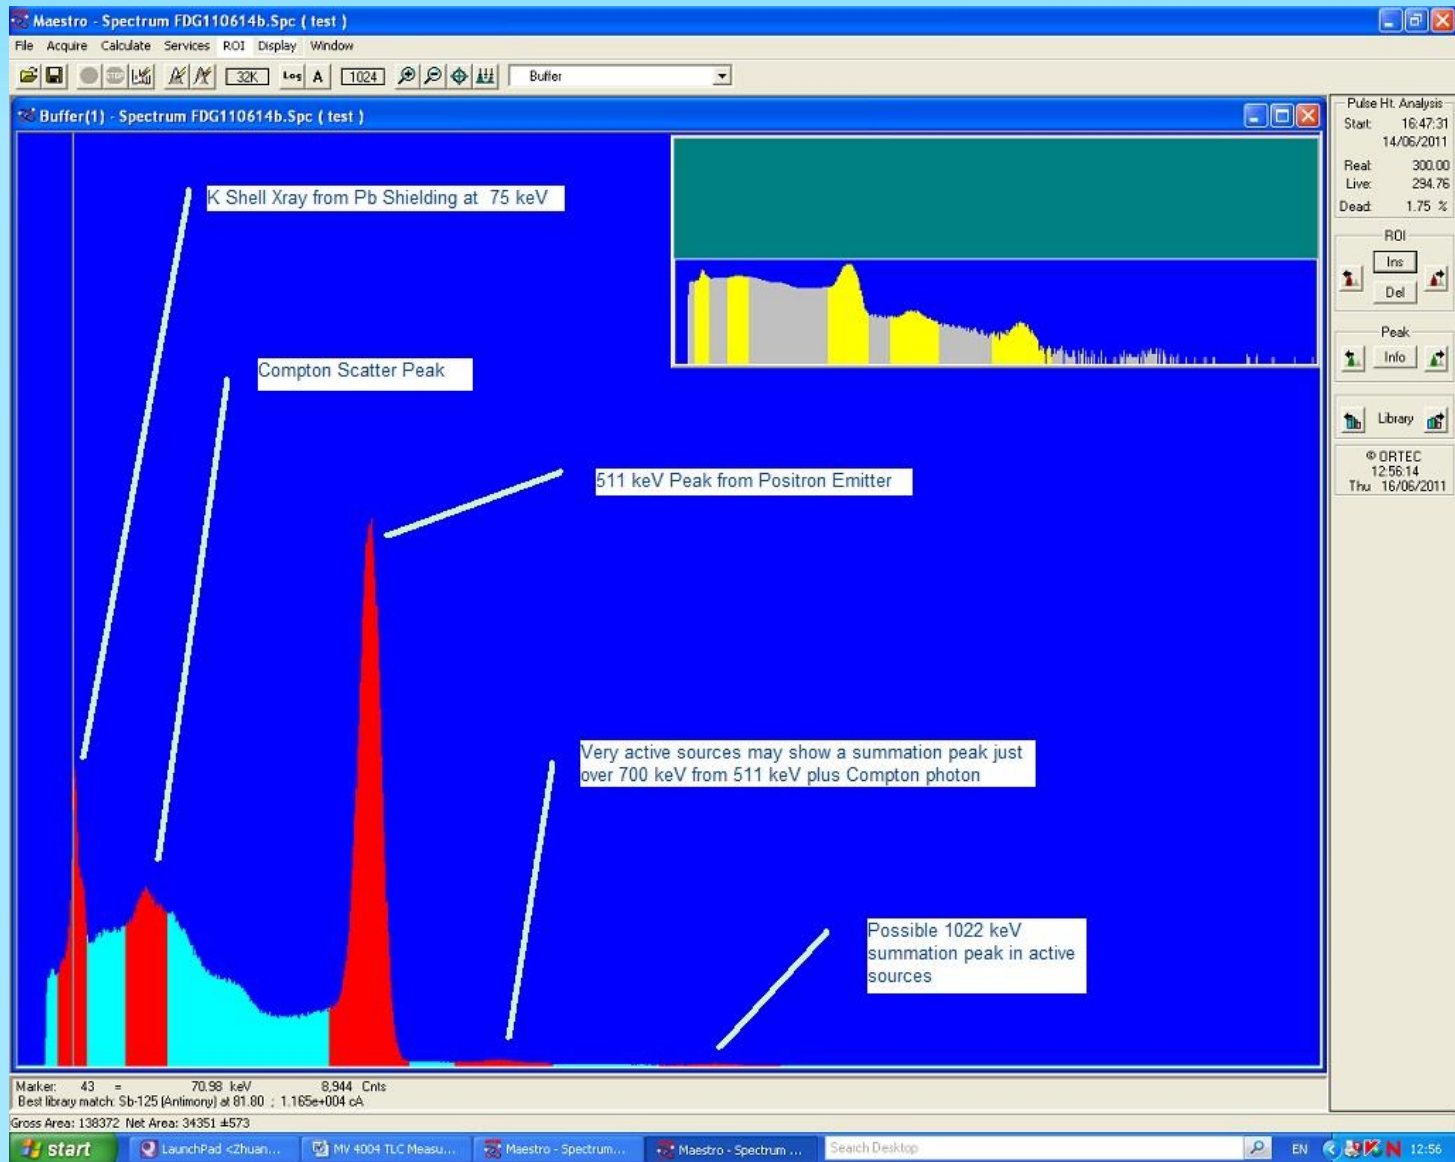 Maestro - Spectrum FDG110614b.Spc ( test )
File Acquire Calculate Services ROI Display Window
STOP 32K Log A 1024 Buffer
Buffer(1) - Spectrum FDG110614b.Spc ( test )
K Shell Xray from Pb Shielding at 75 keV
Compton Scatter Peak
511 keV Peak from Positron Emitter
Very active sources may show a summation peak just
over 700 keV from 511 keV plus Compton photon
Possible 1022 keV
summation peak in active
sources
Pulse Ht. Analysis
Start: 16:47:31
14/06/2011
Real: 300.00
Live: 294.76
Dead: 1.75 %
ROI
Ins
Del
Peak
Info
Library
© ORTEC
12:56:14
Thu 16/06/2011
Marker: 43 = 70.98 keV 8,944 Cnts
Best library match: Sb-125 (Antimony) at 81.80 ; 1.165e+004 cA
Gross Area: 138372 Net Area: 34351 ±573
start LaunchPad <Zhuan... MV 4004 TLC Measu... Maestro - Spectrum... Maestro - Spectrum ... Search Desktop EN N 12:56